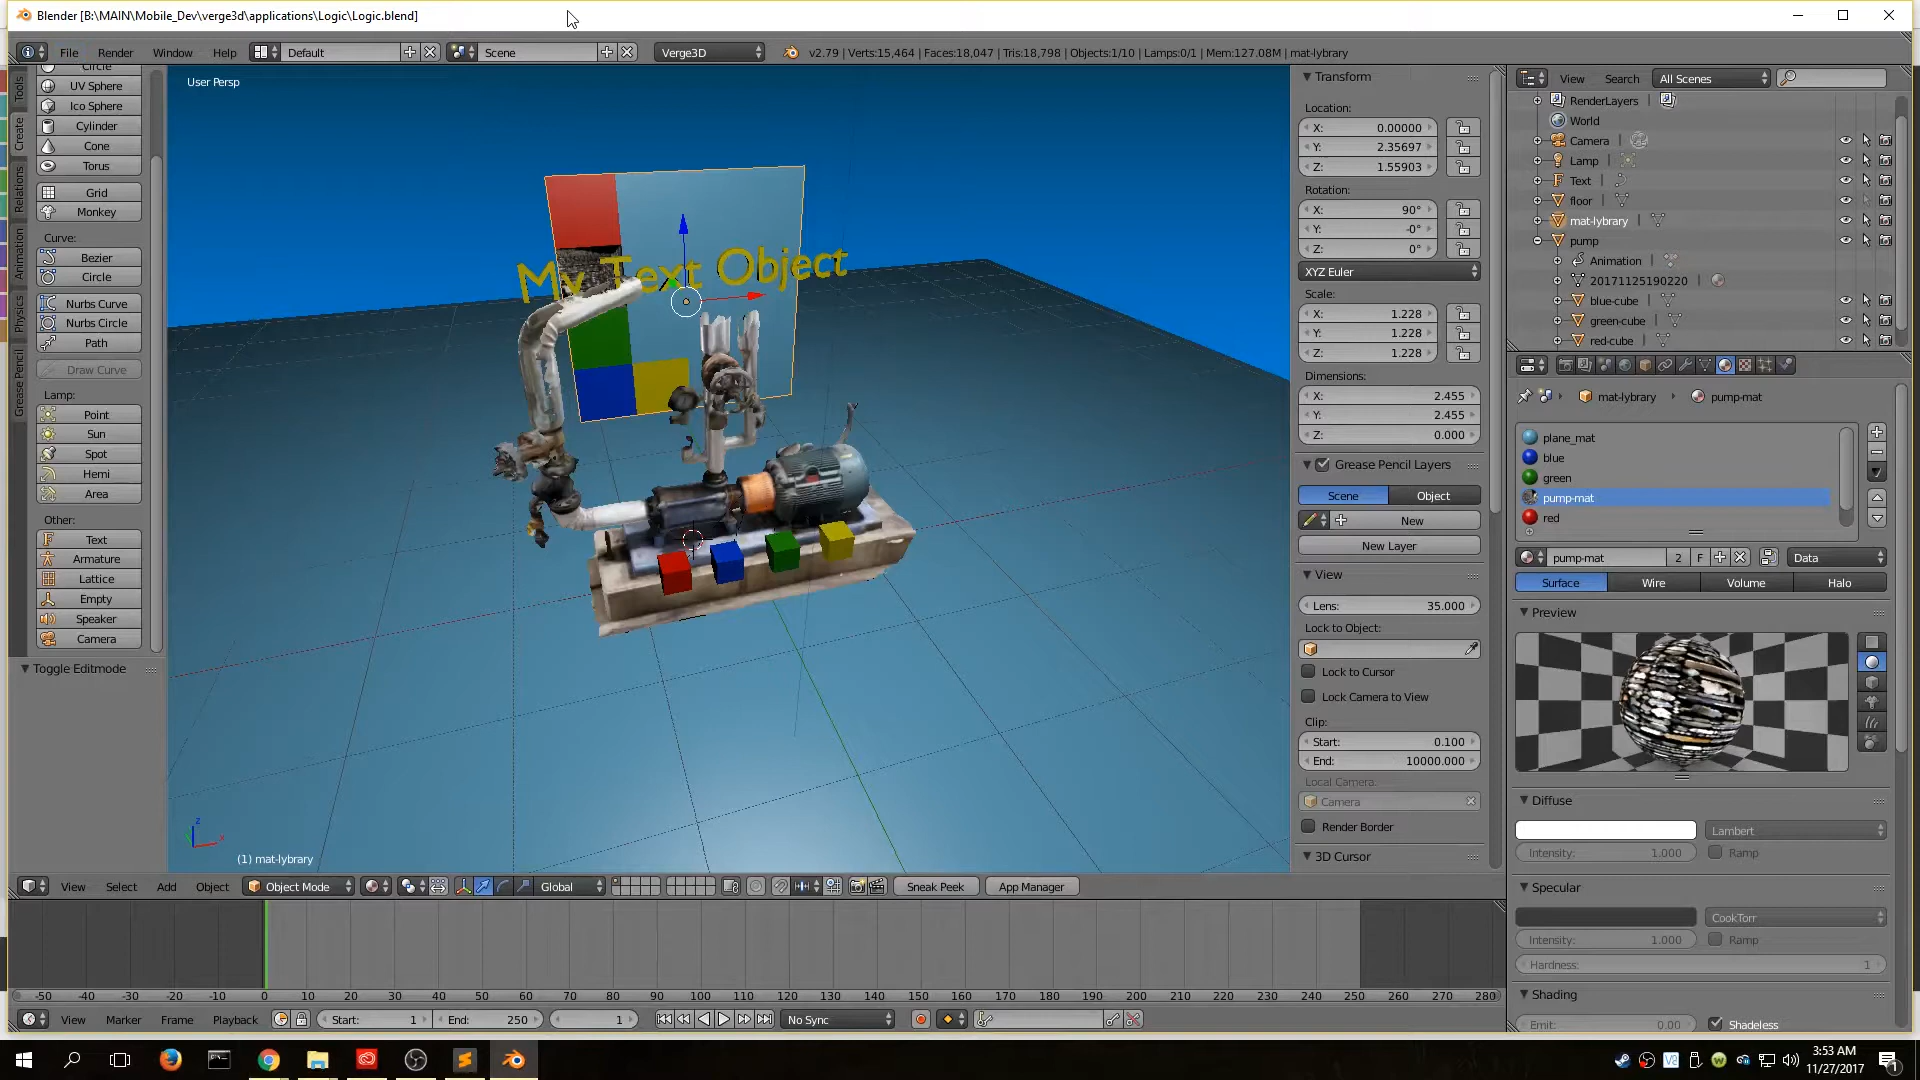 Blender [B:\MAIN\Mobile_Dev\verge3d\applications\Logic\Logic.blend]
File Render Window Help Default Scene Verge3D v2.79 | Verts:15,464 | Faces:18,047 | Tris:18,798 | Objects:1/10 | Lamps:0/1 | Mem:127.08M | mat-lybrary
Tools
Create
Relations
Animation
Physics
Grease Pencil
Circle
UV Sphere
Ico Sphere
Cylinder
Cone
Torus
Grid
Monkey
Curve:
Bezier
Circle
Nurbs Curve
Nurbs Circle
Path
Draw Curve
Lamp:
Point
Sun
Spot
Hemi
Area
Other:
Text
Armature
Lattice
Empty
Speaker
Camera
Toggle Editmode
User Persp
My Text Object
z
x
(1) mat-lybrary
Transform
Location:
X: 0.00000
Y: 2.35697
Z: 1.55903
Rotation:
X: 90°
Y: -0°
Z: 0°
XYZ Euler
Scale:
X: 1.228
Y: 1.228
Z: 1.228
Dimensions:
X: 2.455
Y: 2.455
Z: 0.000
Grease Pencil Layers
Scene Object
New
New Layer
View
Lens: 35.000
Lock to Object:
Lock to Cursor
Lock Camera to View
Clip:
Start: 0.100
End: 10000.000
Local Camera:
Camera
Render Border
3D Cursor
View Search All Scenes
RenderLayers
World
Camera
Lamp
Text
floor
mat-lybrary
pump
Animation
20171125190220
blue-cube
green-cube
red-cube
mat-lybrary pump-mat
plane_mat
blue
green
pump-mat
red
pump-mat 2 F Data
Surface Wire Volume Halo
Preview
Diffuse
Lambert
Intensity: 1.000 Ramp
Specular
CookTorr
Intensity: 1.000 Ramp
Hardness: 1
Shading
Emit: 0.00 Shadeless
View Select Add Object Object Mode Global Sneak Peek App Manager
-50 -40 -30 -20 -10 0 10 20 30 40 50 60 70 80 90 100 110 120 130 140 150 160 170 180 190 200 210 220 230 240 250 260 270 280
View Marker Frame Playback Start: 1 End: 250 1 No Sync
3:53 AM
11/27/2017
1